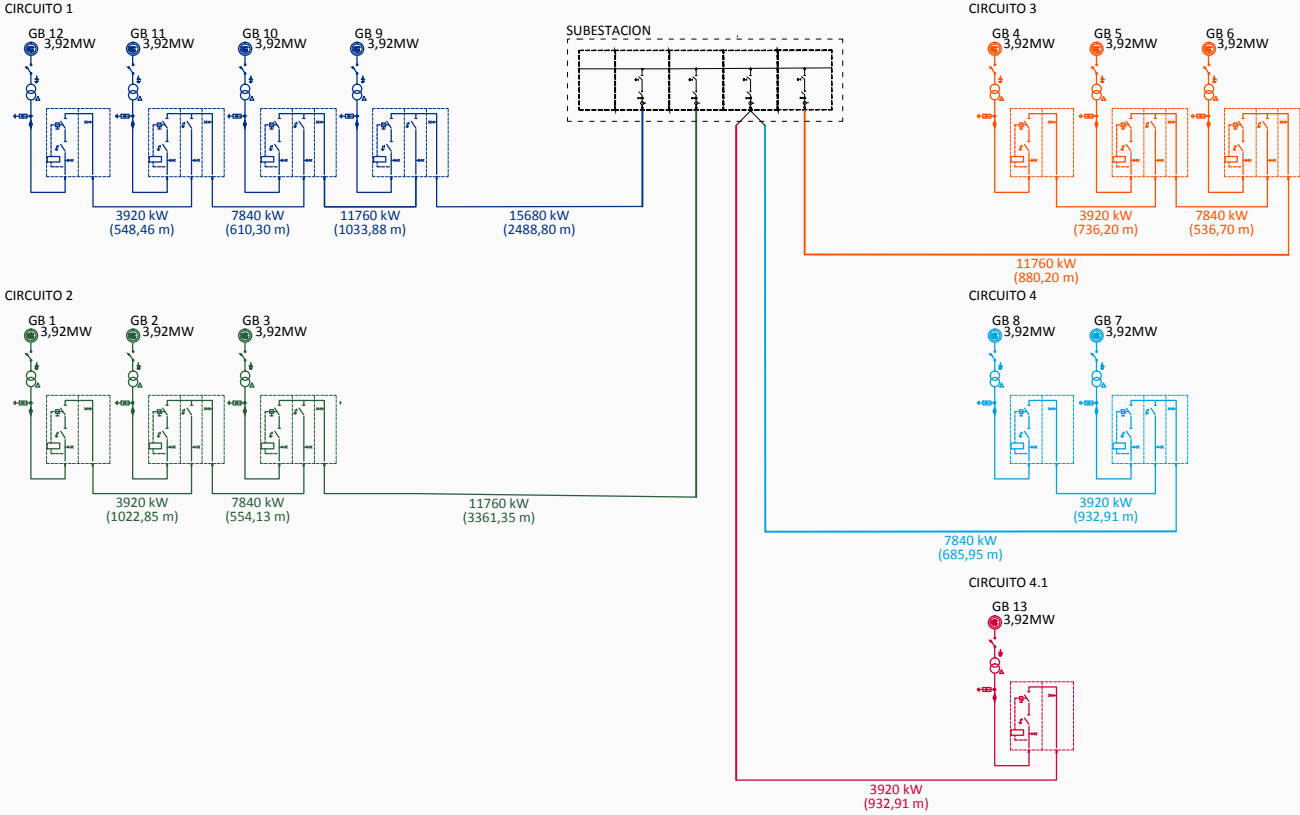 CIRCUITO 1
GB 12
3,92MW
GB 11
3,92MW
GB 10
3,92MW
GB 9
3,92MW
3920 kW
(548,46 m)
7840 kW
(610,30 m)
11760 kW
(1033,88 m)
15680 kW
(2488,80 m)
SUBESTACION
CIRCUITO 3
GB 4
3,92MW
GB 5
3,92MW
GB 6
3,92MW
3920 kW
(736,20 m)
7840 kW
(536,70 m)
11760 kW
(880,20 m)
CIRCUITO 2
GB 1
3,92MW
GB 2
3,92MW
GB 3
3,92MW
3920 kW
(1022,85 m)
7840 kW
(554,13 m)
11760 kW
(3361,35 m)
CIRCUITO 4
GB 8
3,92MW
GB 7
3,92MW
3920 kW
(932,91 m)
7840 kW
(685,95 m)
CIRCUITO 4.1
GB 13
3,92MW
3920 kW
(932,91 m)